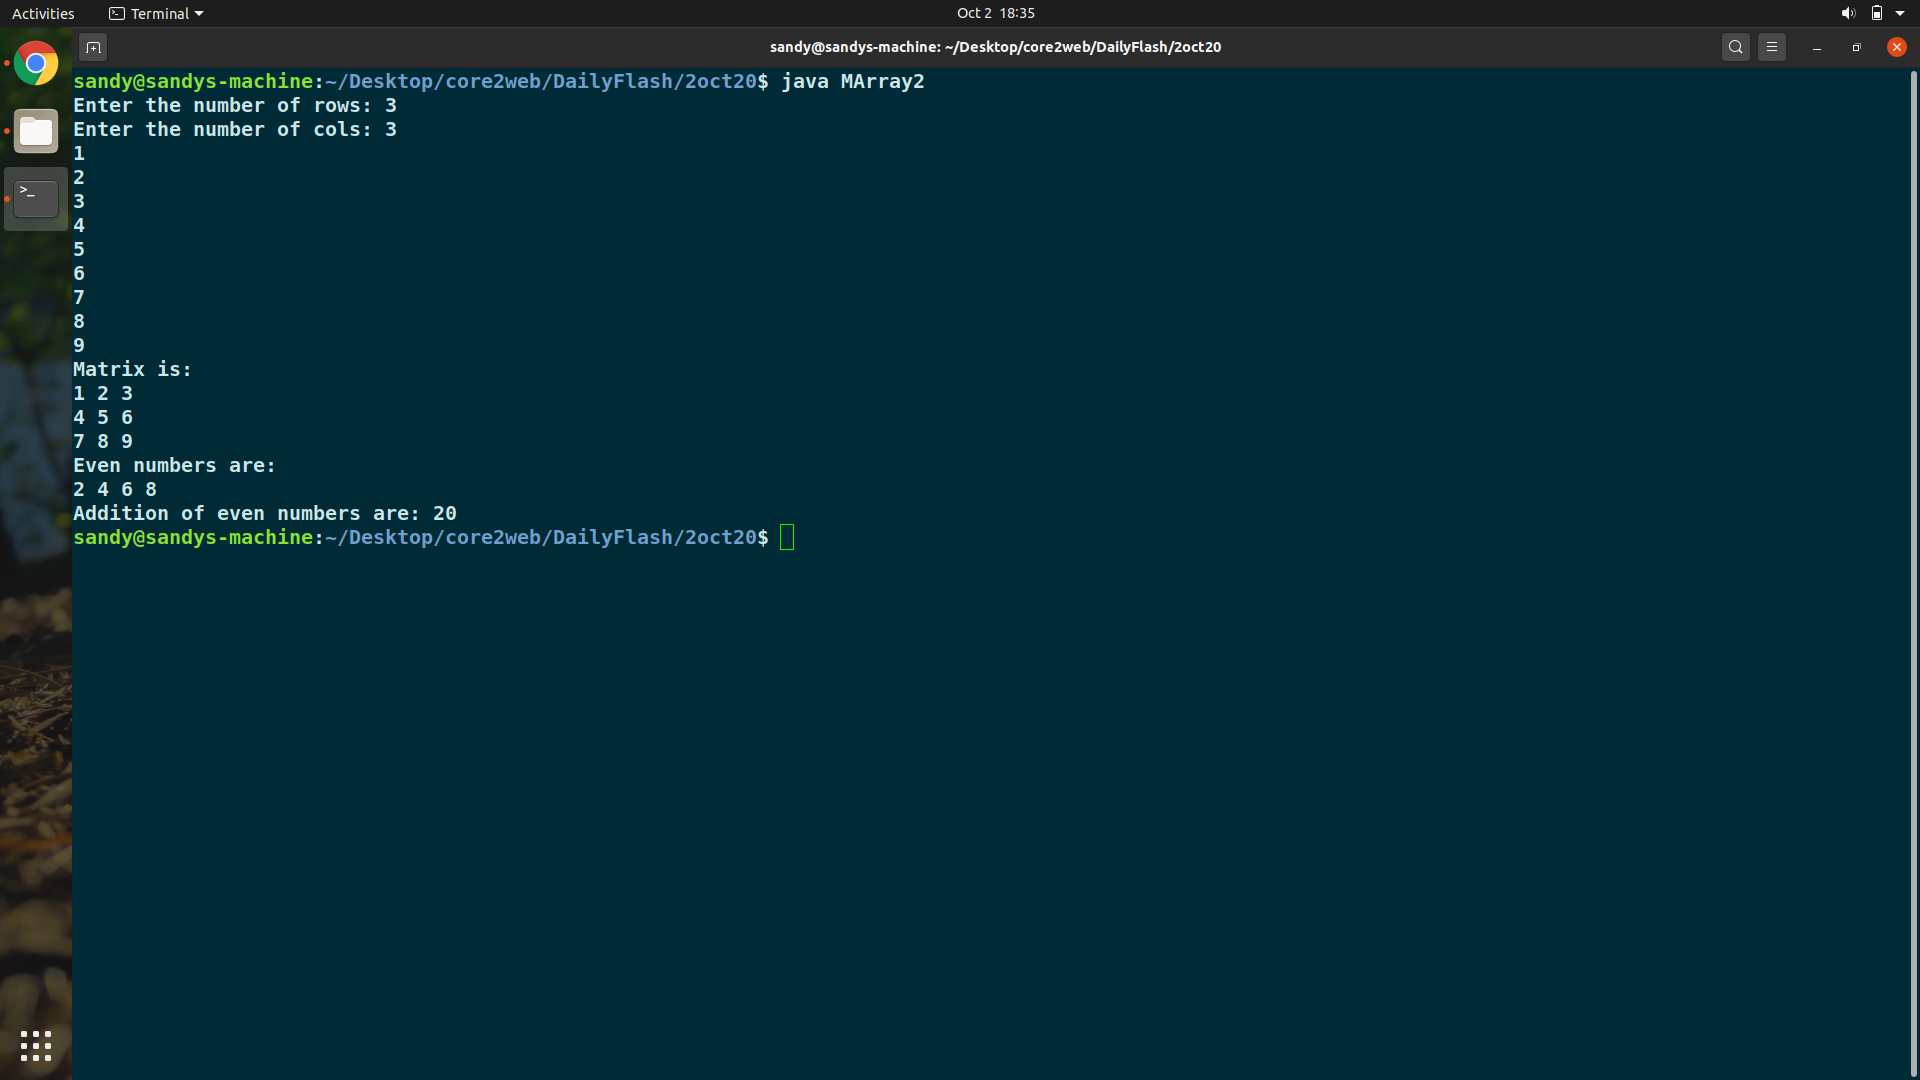 Activities
Terminal
Oct 2 18:35
sandy@sandys-machine: ~/Desktop/core2web/DailyFlash/2oct20
sandy@sandys-machine:~/Desktop/core2web/DailyFlash/2oct20$ java MArray2
Enter the number of rows: 3
Enter the number of cols: 3
1
2
3
4
5
6
7
8
9
Matrix is:
1 2 3
4 5 6
7 8 9
Even numbers are:
2 4 6 8
Addition of even numbers are: 20
sandy@sandys-machine:~/Desktop/core2web/DailyFlash/2oct20$